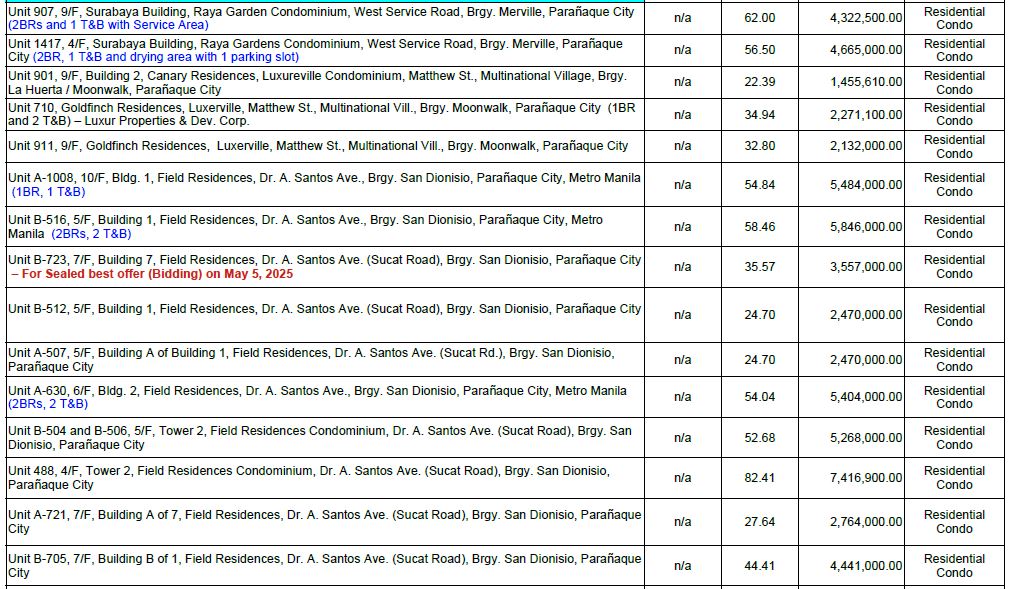 Unit 907, 9/F, Surabaya Building, Raya Garden Condominium, West Service Road, Brgy. Merville, Parañaque City
(2BRs and 1 T&B with Service Area)
n/a
62.00
4,322,500.00
Residential
Condo
Unit 1417, 4/F, Surabaya Building, Raya Gardens Condominium, West Service Road, Brgy. Merville, Parañaque
City (2BR, 1 T&B and drying area with 1 parking slot)
n/a
56.50
4,665,000.00
Residential
Condo
Unit 901, 9/F, Building 2, Canary Residences, Luxureville Condominium, Matthew St., Multinational Village, Brgy.
La Huerta / Moonwalk, Parañaque City
n/a
22.39
1,455,610.00
Residential
Condo
Unit 710, Goldfinch Residences, Luxerville, Matthew St., Multinational Vill., Brgy. Moonwalk, Parañaque City (1BR
and 2 T&B) – Luxur Properties & Dev. Corp.
n/a
34.94
2,271,100.00
Residential
Condo
Unit 911, 9/F, Goldfinch Residences, Luxerville, Matthew St., Multinational Vill., Brgy. Moonwalk, Parañaque City
n/a
32.80
2,132,000.00
Residential
Condo
Unit A-1008, 10/F, Bldg. 1, Field Residences, Dr. A. Santos Ave., Brgy. San Dionisio, Parañaque City, Metro Manila
(1BR, 1 T&B)
n/a
54.84
5,484,000.00
Residential
Condo
Unit B-516, 5/F, Building 1, Field Residences, Dr. A. Santos Ave., Brgy. San Dionisio, Parañaque City, Metro
Manila (2BRs, 2 T&B)
n/a
58.46
5,846,000.00
Residential
Condo
Unit B-723, 7/F, Building 7, Field Residences, Dr. A. Santos Ave. (Sucat Road), Brgy. San Dionisio, Parañaque City
– For Sealed best offer (Bidding) on May 5, 2025
n/a
35.57
3,557,000.00
Residential
Condo
Unit B-512, 5/F, Building 1, Field Residences, Dr. A. Santos Ave. (Sucat Road), Brgy. San Dionisio, Parañaque City
n/a
24.70
2,470,000.00
Residential
Condo
Unit A-507, 5/F, Building A of Building 1, Field Residences, Dr. A. Santos Ave. (Sucat Rd.), Brgy. San Dionisio,
Parañaque City
n/a
24.70
2,470,000.00
Residential
Condo
Unit A-630, 6/F, Bldg. 2, Field Residences, Dr. A. Santos Ave., Brgy. San Dionisio, Parañaque City, Metro Manila
(2BRs, 2 T&B)
n/a
54.04
5,404,000.00
Residential
Condo
Unit B-504 and B-506, 5/F, Tower 2, Field Residences Condominium, Dr. A. Santos Ave. (Sucat Road), Brgy. San
Dionisio, Parañaque City
n/a
52.68
5,268,000.00
Residential
Condo
Unit 488, 4/F, Tower 2, Field Residences Condominium, Dr. A. Santos Ave. (Sucat Road), Brgy. San Dionisio,
Parañaque City
n/a
82.41
7,416,900.00
Residential
Condo
Unit A-721, 7/F, Building A of 7, Field Residences, Dr. A. Santos Ave. (Sucat Road), Brgy. San Dionisio, Parañaque
City
n/a
27.64
2,764,000.00
Residential
Condo
Unit B-705, 7/F, Building B of 1, Field Residences, Dr. A. Santos Ave. (Sucat Road), Brgy. San Dionisio, Parañaque
City
n/a
44.41
4,441,000.00
Residential
Condo